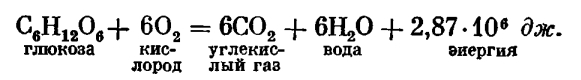 C₆H₁₂O₆ + 6O₂ = 6CO₂ + 6H₂O + 2,87·10⁶ дж.
глюкоза кис- углекис- вода энергия
лород лый газ